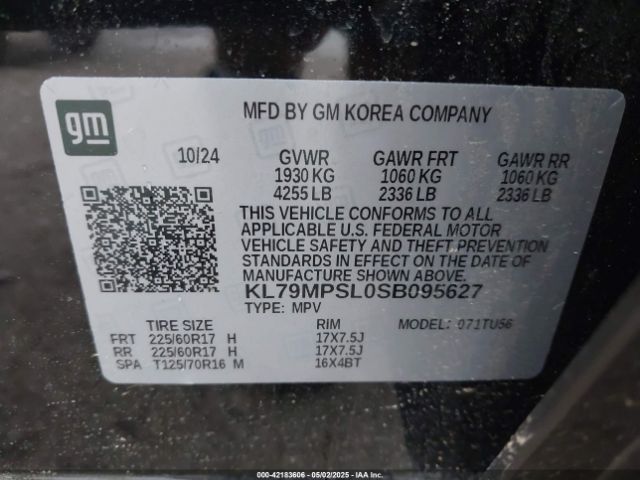 gm
MFD BY GM KOREA COMPANY
10/24 GVWR GAWR FRT GAWR RR
1930 KG 1060 KG 1060 KG
4255 LB 2336 LB 2336 LB
THIS VEHICLE CONFORMS TO ALL
APPLICABLE U.S. FEDERAL MOTOR
VEHICLE SAFETY AND THEFT PREVENTION
STANDARDS IN EFFECT ON THE DATE OF
MANUFACTURE SHOWN ABOVE.
KL79MPSL0SB095627
TYPE: MPV
TIRE SIZE RIM MODEL: 071TU56
FRT 225/60R17 H 17X7.5J
RR 225/60R17 H 17X7.5J
SPA T125/70R16 M 16X4BT
000-42183606 - 05/02/2025 - IAA Inc.